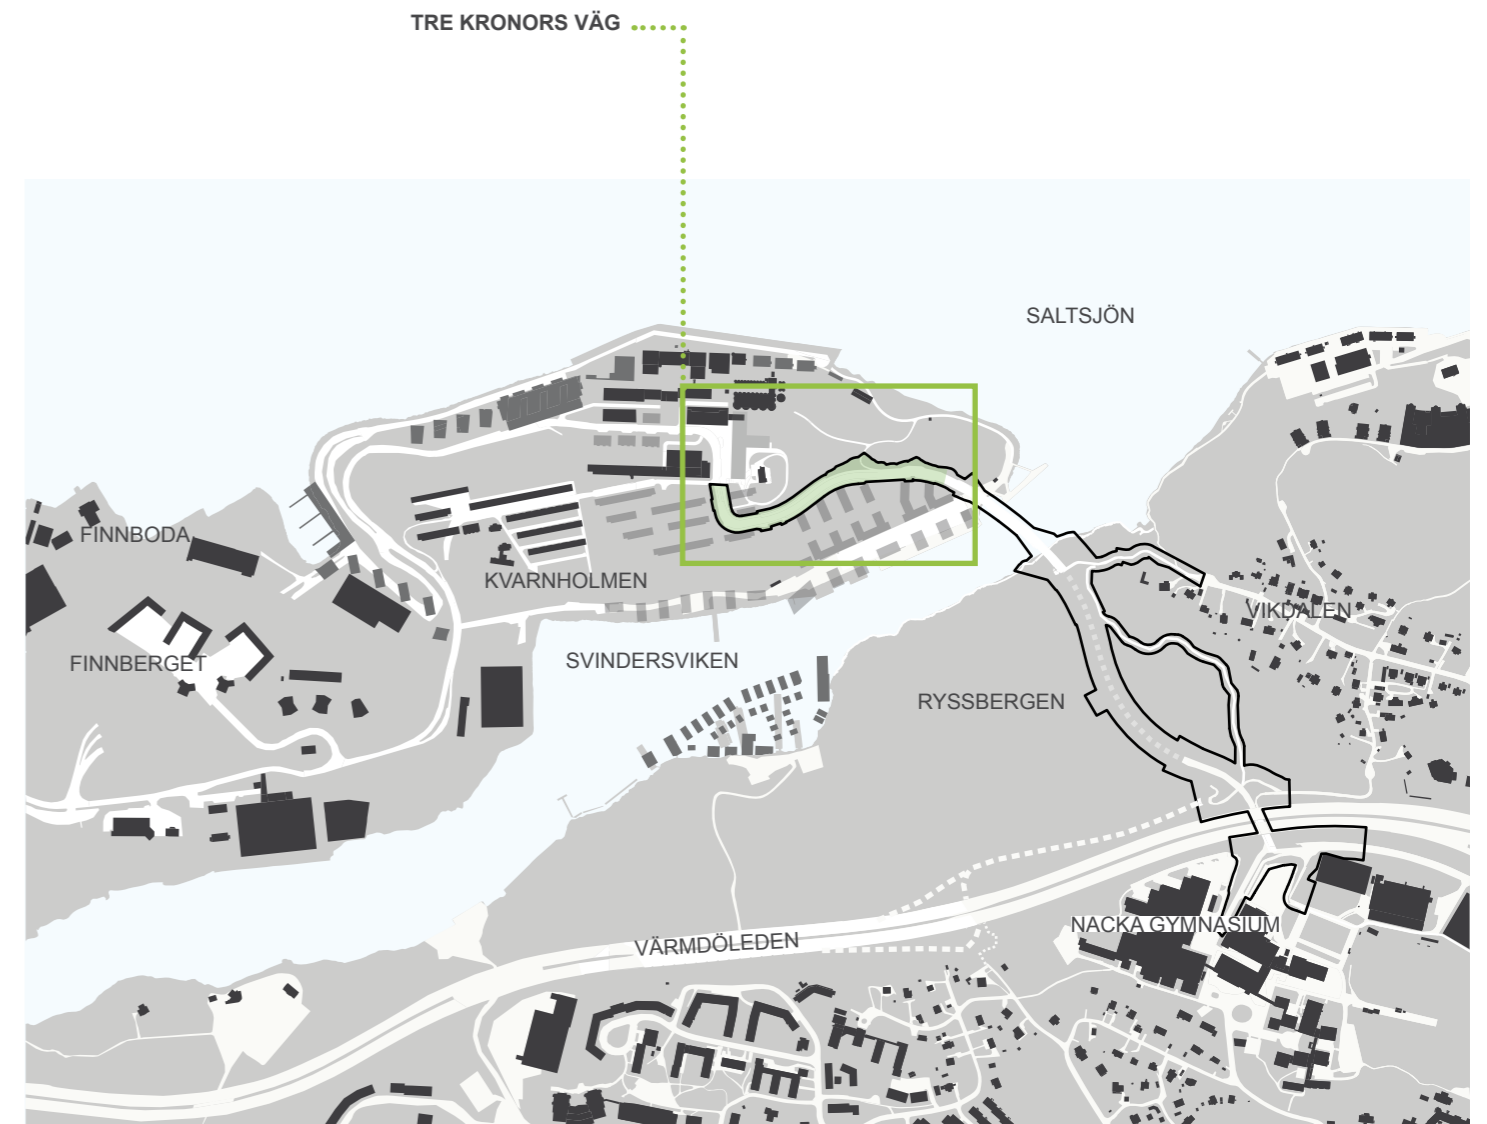 TRE KRONORS VÄG
SALTSJÖN
FINNBODA
KVARNHOLMEN
VIKDALEN
FINNBERGET
SVINDERSVIKEN
RYSSBERGEN
NACKA GYMNASIUM
VÄRMDÖLEDEN